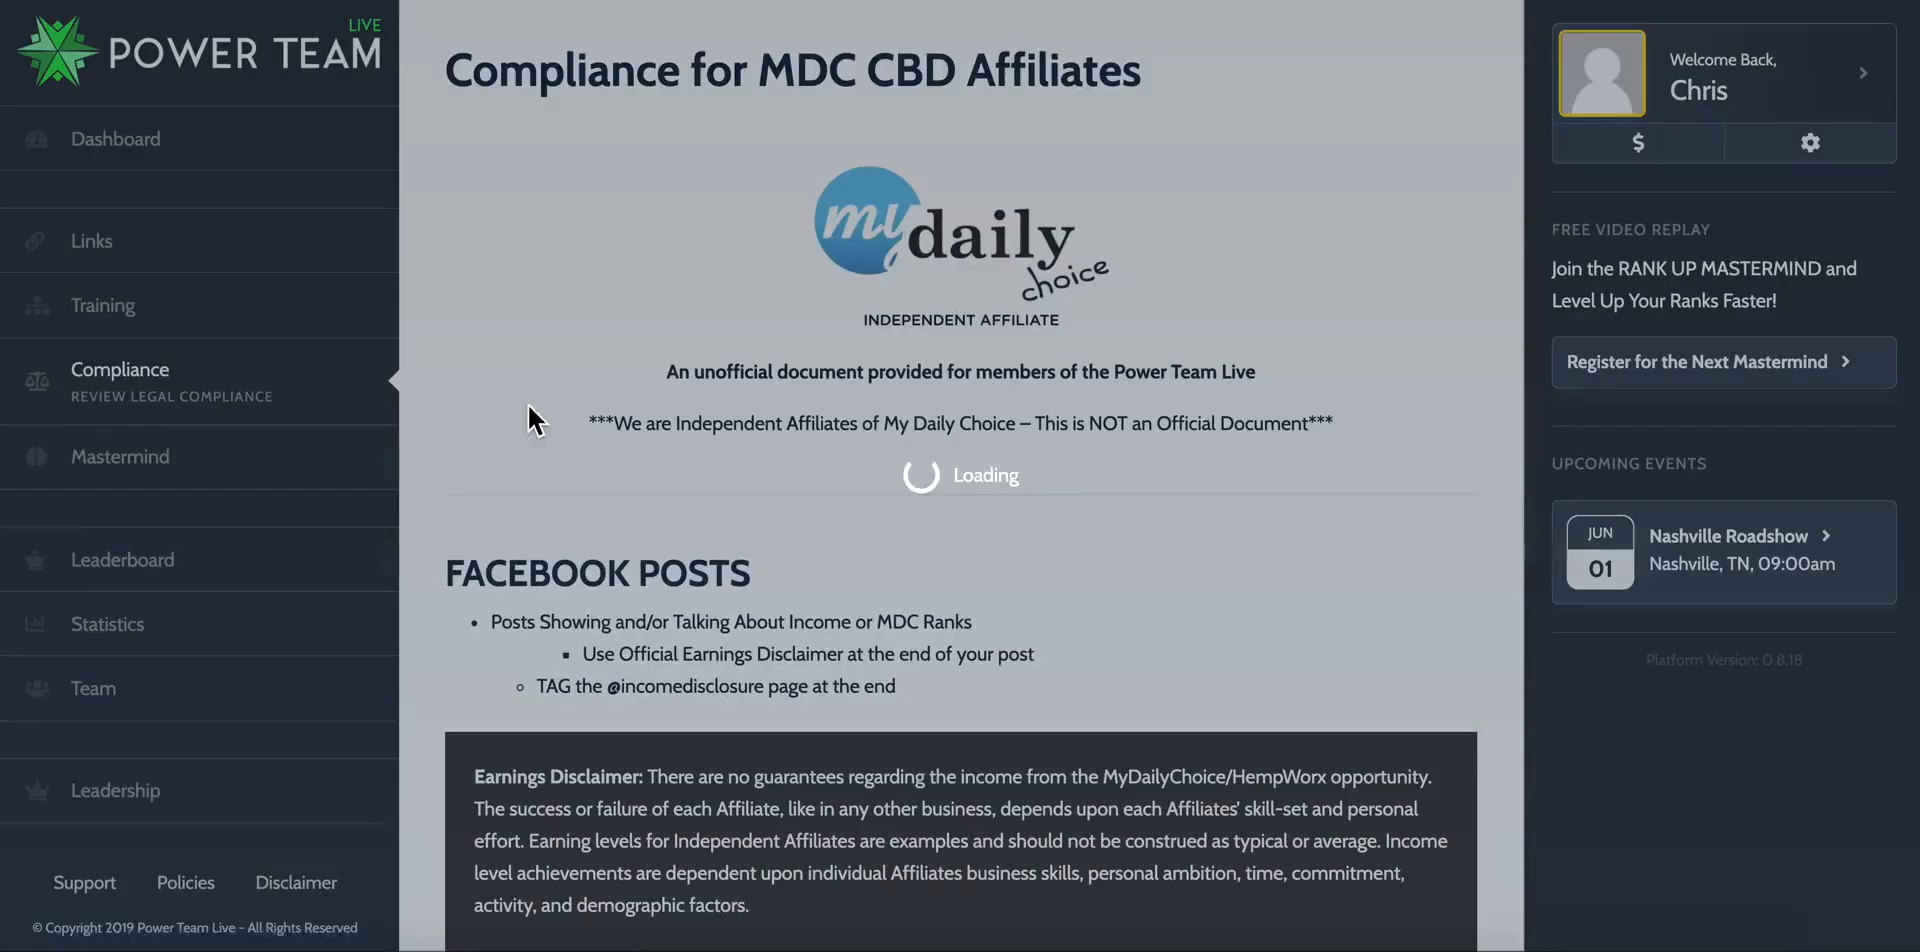 LIVE
POWER TEAM
Dashboard
Links
Training
Compliance
REVIEW LEGAL COMPLIANCE
Mastermind
Leaderboard
Statistics
Team
Leadership
Support Policies Disclaimer
© Copyright 2019 Power Team Live - All Rights Reserved
Compliance for MDC CBD Affiliates
my daily
choice
INDEPENDENT AFFILIATE
An unofficial document provided for members of the Power Team Live
***We are Independent Affiliates of My Daily Choice – This is NOT an Official Document***
Loading
FACEBOOK POSTS
• Posts Showing and/or Talking About Income or MDC Ranks
▪ Use Official Earnings Disclaimer at the end of your post
○ TAG the @incomedisclosure page at the end
Earnings Disclaimer: There are no guarantees regarding the income from the MyDailyChoice/HempWorx opportunity.
The success or failure of each Affiliate, like in any other business, depends upon each Affiliates’ skill-set and personal
effort. Earning levels for Independent Affiliates are examples and should not be construed as typical or average. Income
level achievements are dependent upon individual Affiliates business skills, personal ambition, time, commitment,
activity, and demographic factors.
Welcome Back,
Chris
$
FREE VIDEO REPLAY
Join the RANK UP MASTERMIND and
Level Up Your Ranks Faster!
Register for the Next Mastermind
UPCOMING EVENTS
JUN
01
Nashville Roadshow
Nashville, TN, 09:00am
Platform Version: 0.8.18